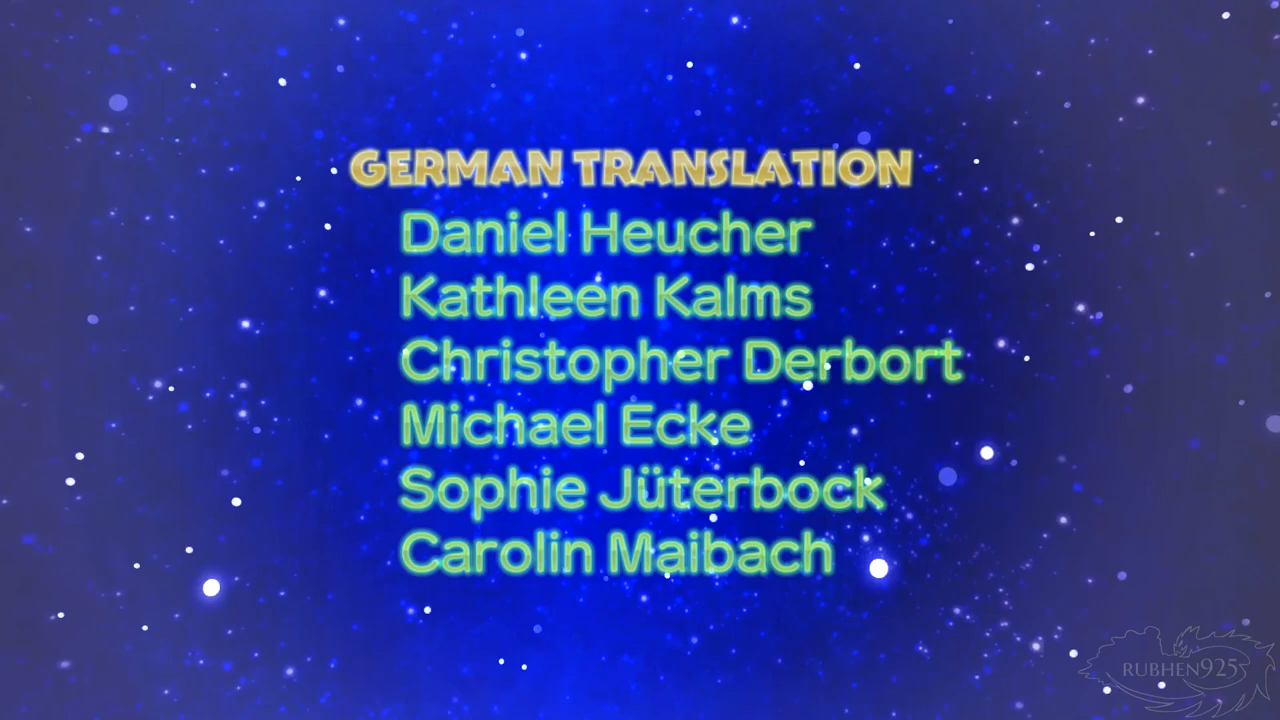 GERMAN TRANSLATION
Daniel Heucher
Kathleen Kalms
Christopher Derbort
Michael Ecke
Sophie Jüterbock
Carolin Maibach
RUBHEN925